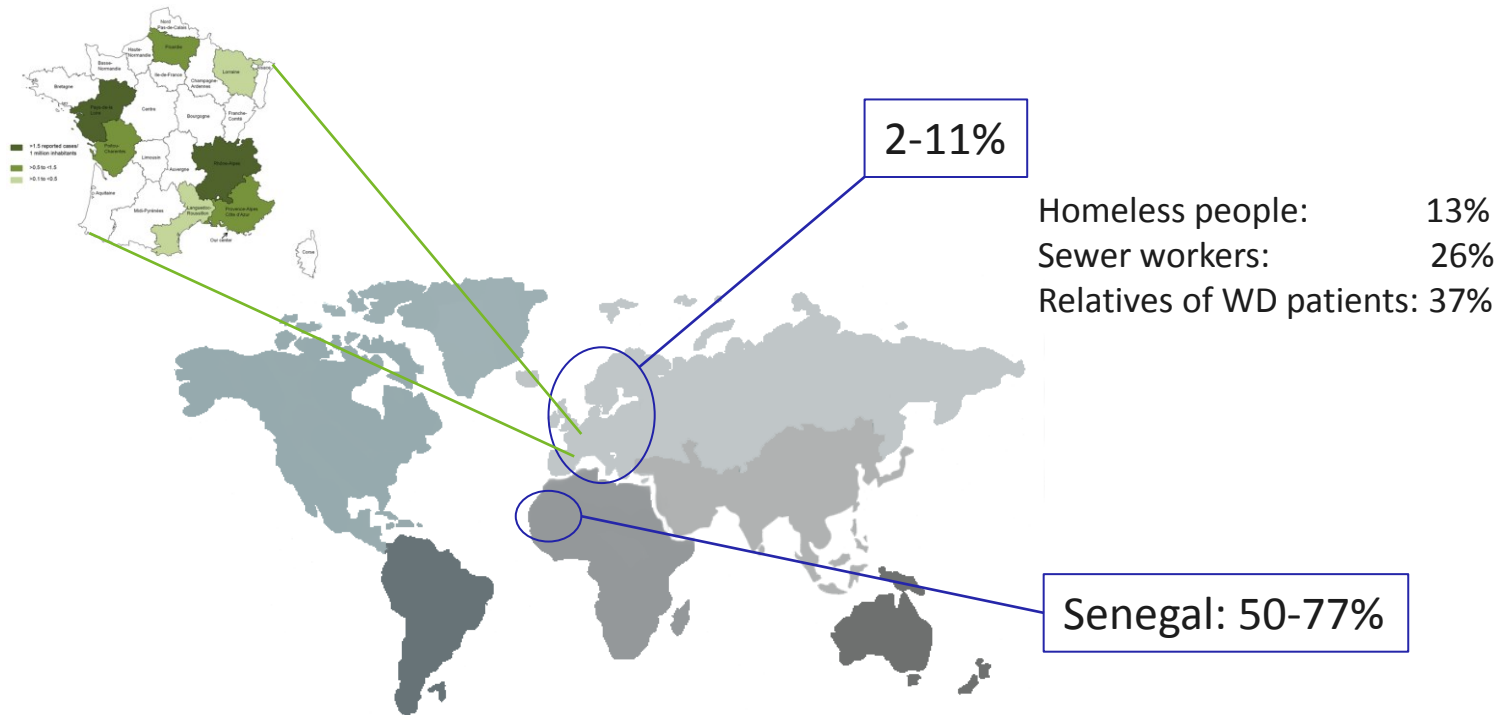 Nord
Pas-de-Calais
Picardie
Haute-
Normandie
Basse-
Normandie
Ile-de-France
Lorraine
Champagne-
Ardennes
Bretagne
Pays-de-la
Loire
Centre
Bourgogne
Franche-
Comté
Poitou
Charentes
Limousin
Auvergne
Rhône-Alpes
Aquitaine
Midi-Pyrénées
Languedoc
Roussillon
Provence-Alpes
Côte d'Azur
Our center
Corse
>1.5 reported cases/
1 million inhabitants
>0.5 to <1.5
>0.1 to <0.5
2-11%
Homeless people: 13%
Sewer workers: 26%
Relatives of WD patients: 37%
Senegal: 50-77%